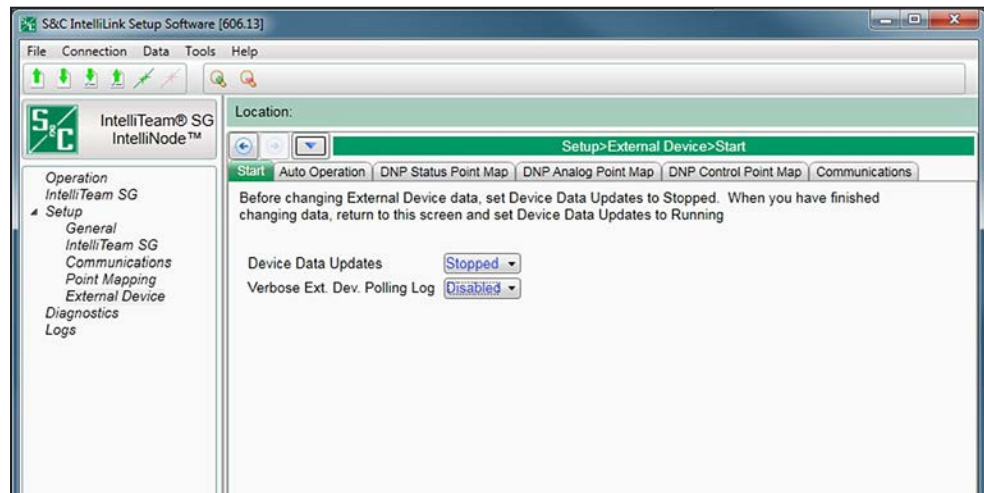 S&C IntelliLink Setup Software [606.13]
File Connection Data Tools Help
S&C
IntelliTeam® SG
IntelliNode™
Location:
Setup>External Device>Start
Start Auto Operation DNP Status Point Map DNP Analog Point Map DNP Control Point Map Communications
Operation
IntelliTeam SG
Setup
General
IntelliTeam SG
Communications
Point Mapping
External Device
Diagnostics
Logs
Before changing External Device data, set Device Data Updates to Stopped. When you have finished
changing data, return to this screen and set Device Data Updates to Running
Device Data Updates Stopped
Verbose Ext. Dev. Polling Log Disabled